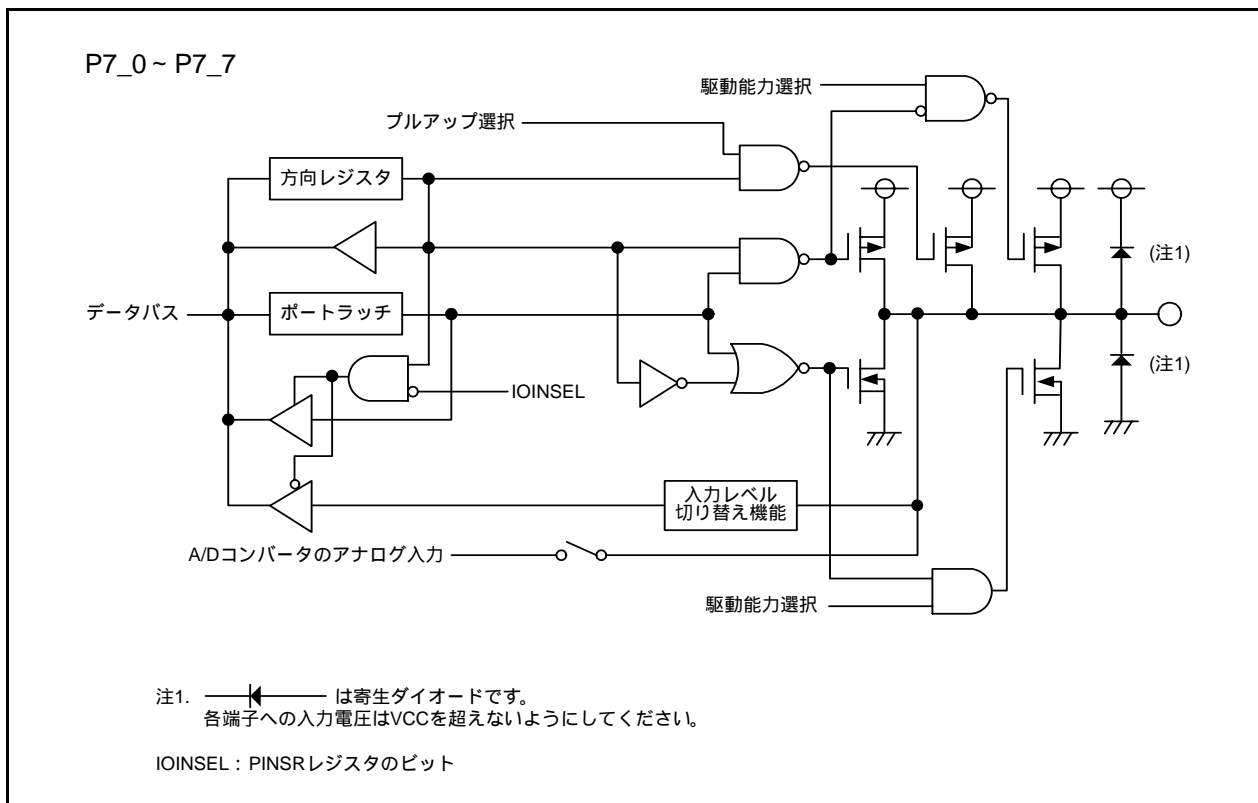 P7_0 ~ P7_7
駆動能力選択
プルアップ選択
方向レジスタ
(注1)
データバス
ポートラッチ
(注1)
IOINSEL
入力レベル
切り替え機能
A/Dコンバータのアナログ入力
駆動能力選択
注1. は寄生ダイオードです。
各端子への入力電圧はVCCを超えないようにしてください。
IOINSEL : PINSRレジスタのビット